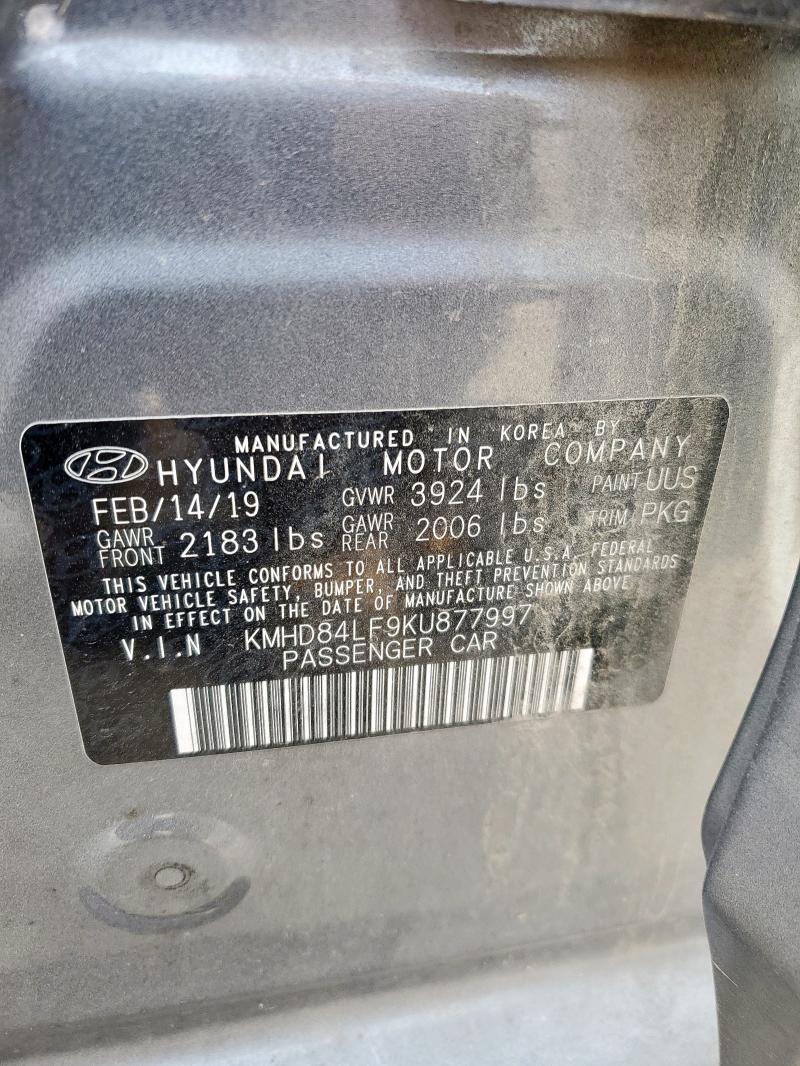 MANUFACTURED IN KOREA BY
HYUNDAI MOTOR COMPANY
FEB/14/19 GVWR 3924 lbs PAINT UUS
GAWR FRONT 2183 lbs GAWR REAR 2006 lbs TRIM PKG
THIS VEHICLE CONFORMS TO ALL APPLICABLE U.S.A. FEDERAL
MOTOR VEHICLE SAFETY, BUMPER, AND THEFT PREVENTION STANDARDS
IN EFFECT ON THE DATE OF MANUFACTURE SHOWN ABOVE
V.I.N KMHD84LF9KU877997
PASSENGER CAR